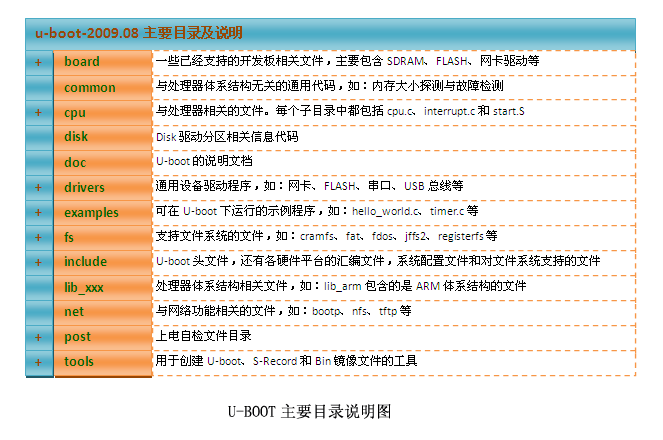 u-boot-2009.08 主要目录及说明
+ board 一些已经支持的开发板相关文件，主要包含 SDRAM、FLASH、网卡驱动等
common 与处理器体系结构无关的通用代码，如：内存大小探测与故障检测
+ cpu 与处理器相关的文件。每个子目录中都包括 cpu.c、interrupt.c 和 start.S
disk Disk 驱动分区相关信息代码
doc U-boot 的说明文档
+ drivers 通用设备驱动程序，如：网卡、FLASH、串口、USB 总线等
+ examples 可在 U-boot 下运行的示例程序，如：hello_world.c、timer.c 等
+ fs 支持文件系统的文件，如：cramfs、fat、fdos、jffs2、registerfs 等
+ include U-boot 头文件，还有各硬件平台的汇编文件，系统配置文件和对文件系统支持的文件
lib_xxx 处理器体系结构相关文件，如：lib_arm 包含的是 ARM 体系结构的文件
net 与网络功能相关的文件，如：bootp、nfs、tftp 等
+ post 上电自检文件目录
+ tools 用于创建 U-boot、S-Record 和 Bin 镜像文件的工具
U-BOOT 主要目录说明图